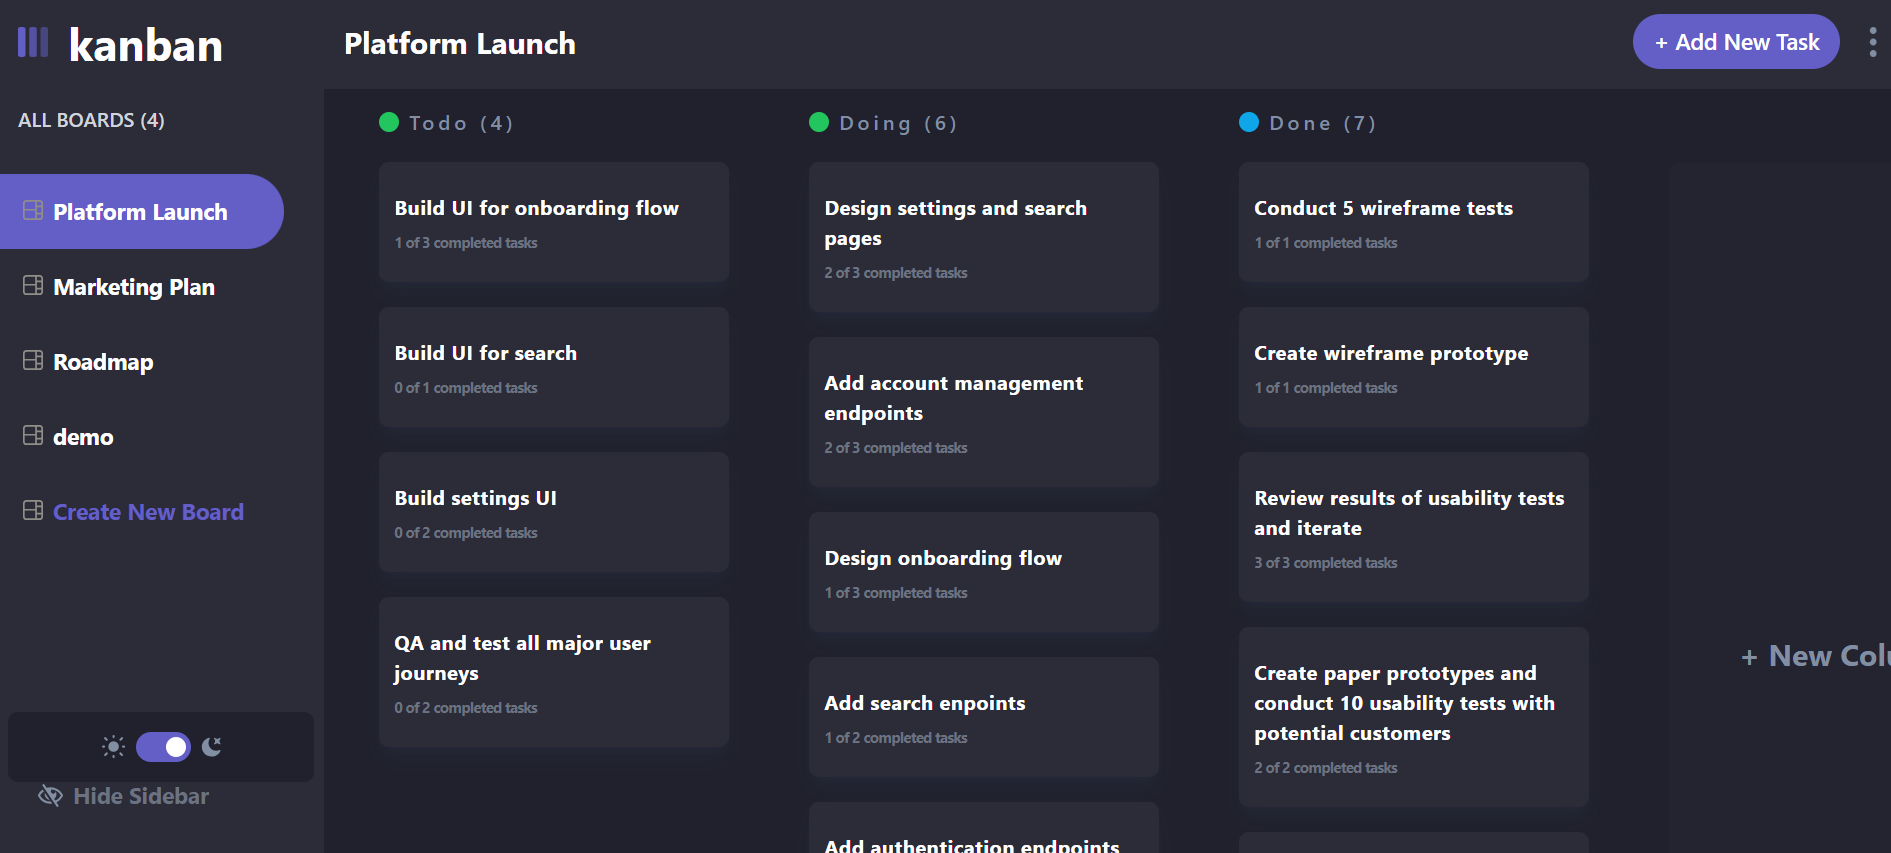 kanban
Platform Launch
+ Add New Task
ALL BOARDS (4)
Platform Launch
Marketing Plan
Roadmap
demo
Create New Board
Hide Sidebar
Todo (4)
Build UI for onboarding flow
1 of 3 completed tasks
Build UI for search
0 of 1 completed tasks
Build settings UI
0 of 2 completed tasks
QA and test all major user
journeys
0 of 2 completed tasks
Doing (6)
Design settings and search
pages
2 of 3 completed tasks
Add account management
endpoints
2 of 3 completed tasks
Design onboarding flow
1 of 3 completed tasks
Add search enpoints
1 of 2 completed tasks
Add authentication endpoints
Done (7)
Conduct 5 wireframe tests
1 of 1 completed tasks
Create wireframe prototype
1 of 1 completed tasks
Review results of usability tests
and iterate
3 of 3 completed tasks
Create paper prototypes and
conduct 10 usability tests with
potential customers
2 of 2 completed tasks
+ New Colu